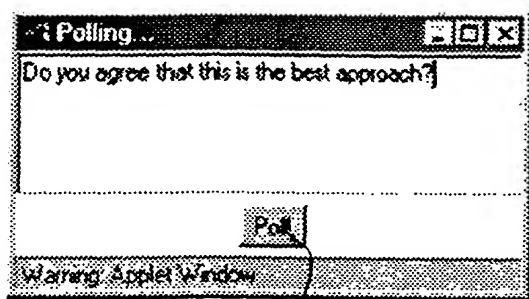 Polling...
Do you agree that this is the best approach?
Poll
Warning: Applet Window